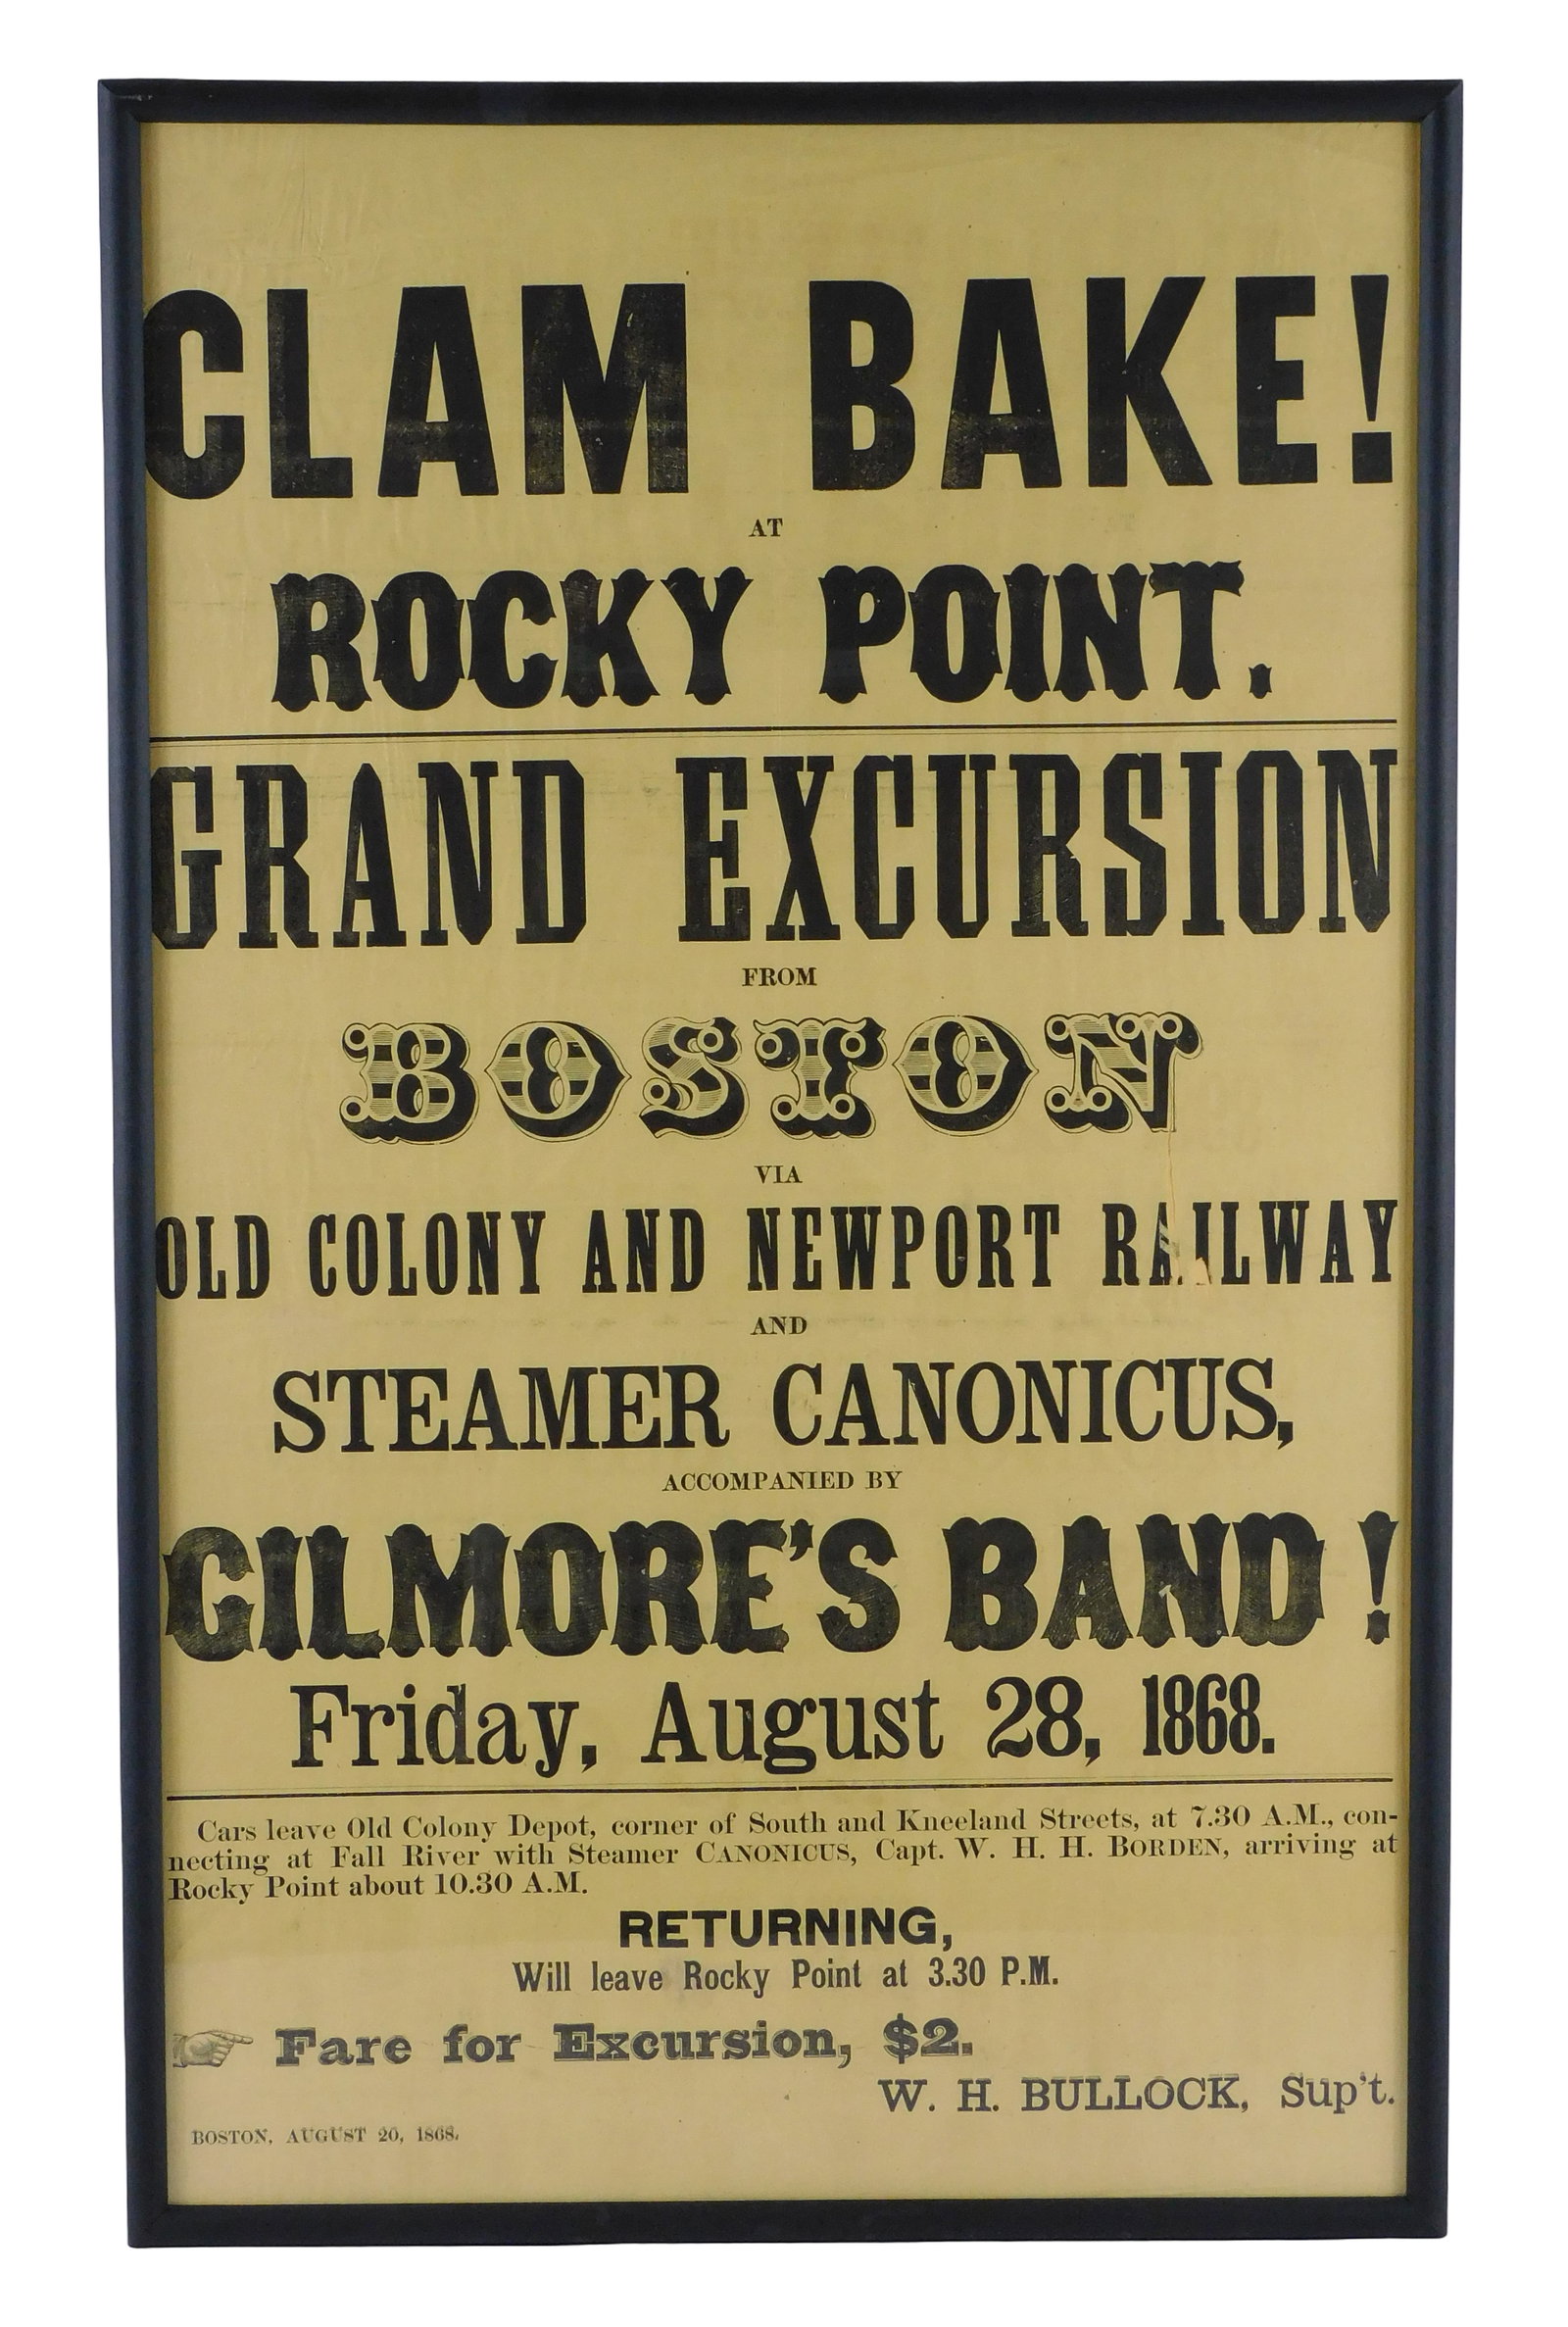 CLAM BAKE!
AT
ROCKY POINT.
GRAND EXCURSION
FROM
BOSTON
VIA
OLD COLONY AND NEWPORT RAILWAY
AND
STEAMER CANONICUS,
ACCOMPANIED BY
GILMORE'S BAND!
Friday, August 28, 1868.
Cars leave Old Colony Depot, corner of South and Kneeland Streets, at 7.30 A.M., con-
necting at Fall River with Steamer CANONICUS, Capt. W. H. H. BORDEN, arriving at
Rocky Point about 10.30 A.M.
RETURNING,
Will leave Rocky Point at 3.30 P.M.
Fare for Excursion, $2.
W. H. BULLOCK, Sup't.
BOSTON, AUGUST 20, 1868.